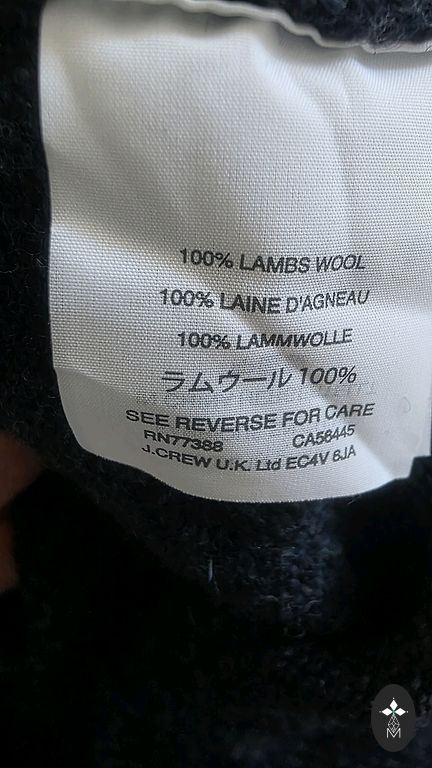 100% LAMBS WOOL
100% LAINE D'AGNEAU
100% LAMMWOLLE
ラムウール 100%
SEE REVERSE FOR CARE
RN77388 CA56445
J.CREW U.K. Ltd EC4V 6JA
M